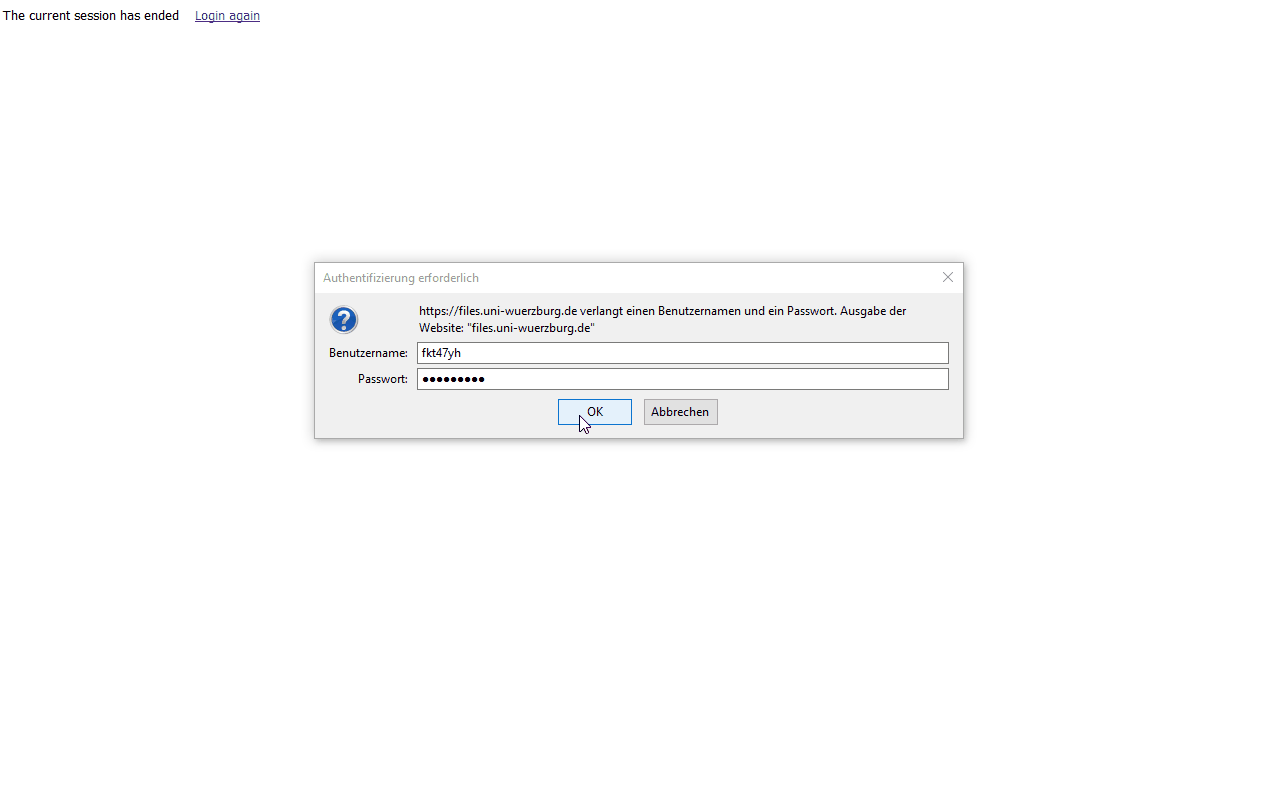 The current session has ended Login again
Authentifizierung erforderlich
https://files.uni-wuerzburg.de verlangt einen Benutzernamen und ein Passwort. Ausgabe der
Website: "files.uni-wuerzburg.de"
Benutzername: fkt47yh
Passwort: ●●●●●●●●●
OK Abbrechen